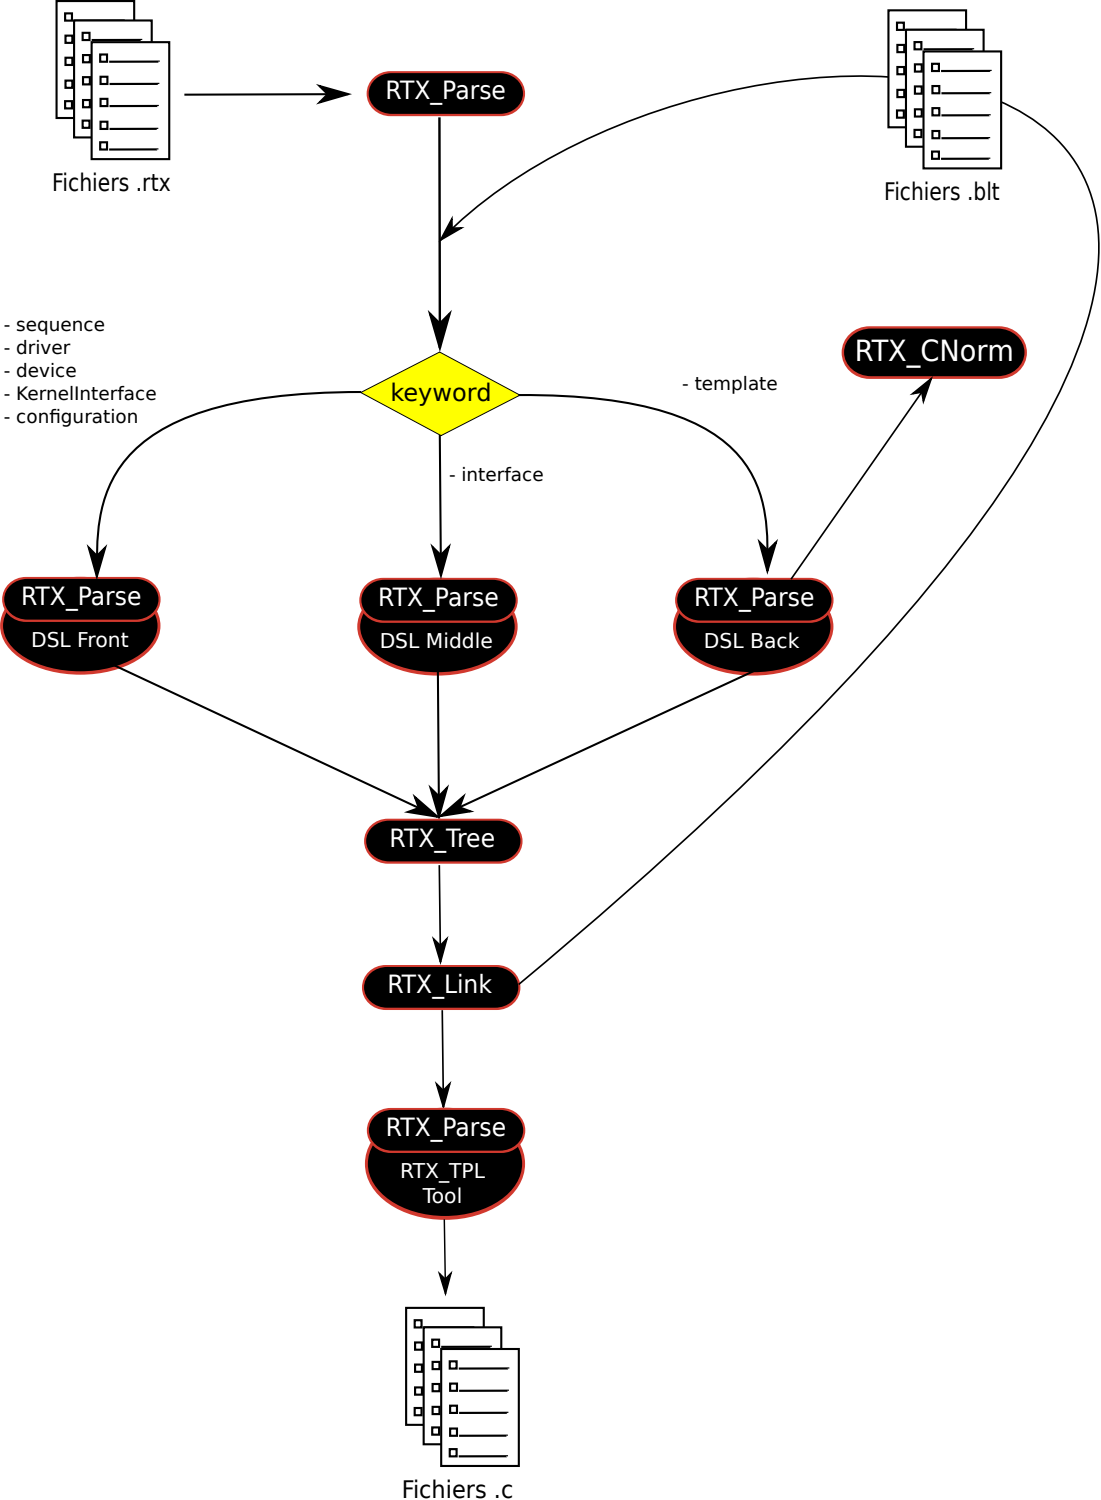 RTX_Parse
Fichiers .rtx
Fichiers .blt
- sequence
- driver
- device
- KernelInterface
- configuration
keyword
- template
RTX_CNorm
- interface
RTX_Parse
DSL Front
RTX_Parse
DSL Middle
RTX_Parse
DSL Back
RTX_Tree
RTX_Link
RTX_Parse
RTX_TPL
Tool
Fichiers .c